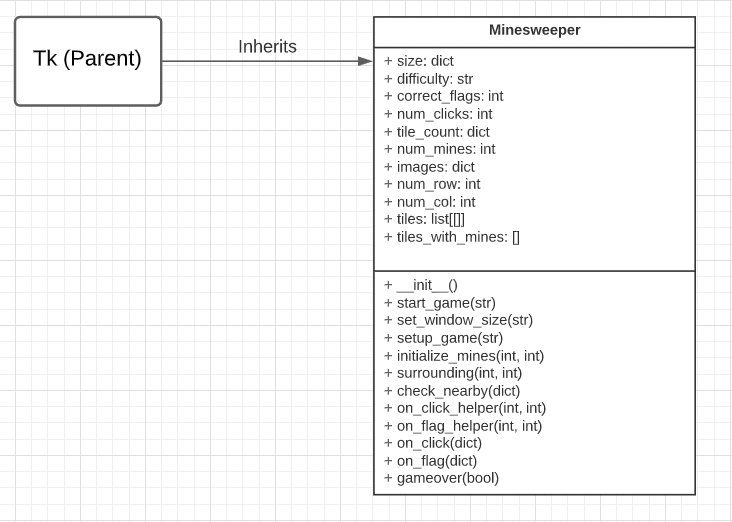 Tk (Parent)
Inherits
Minesweeper
+ size: dict
+ difficulty: str
+ correct_flags: int
+ num_clicks: int
+ tile_count: dict
+ num_mines: int
+ images: dict
+ num_row: int
+ num_col: int
+ tiles: list[[]]
+ tiles_with_mines: []
+ __init__()
+ start_game(str)
+ set_window_size(str)
+ setup_game(str)
+ initialize_mines(int, int)
+ surrounding(int, int)
+ check_nearby(dict)
+ on_click_helper(int, int)
+ on_flag_helper(int, int)
+ on_click(dict)
+ on_flag(dict)
+ gameover(bool)